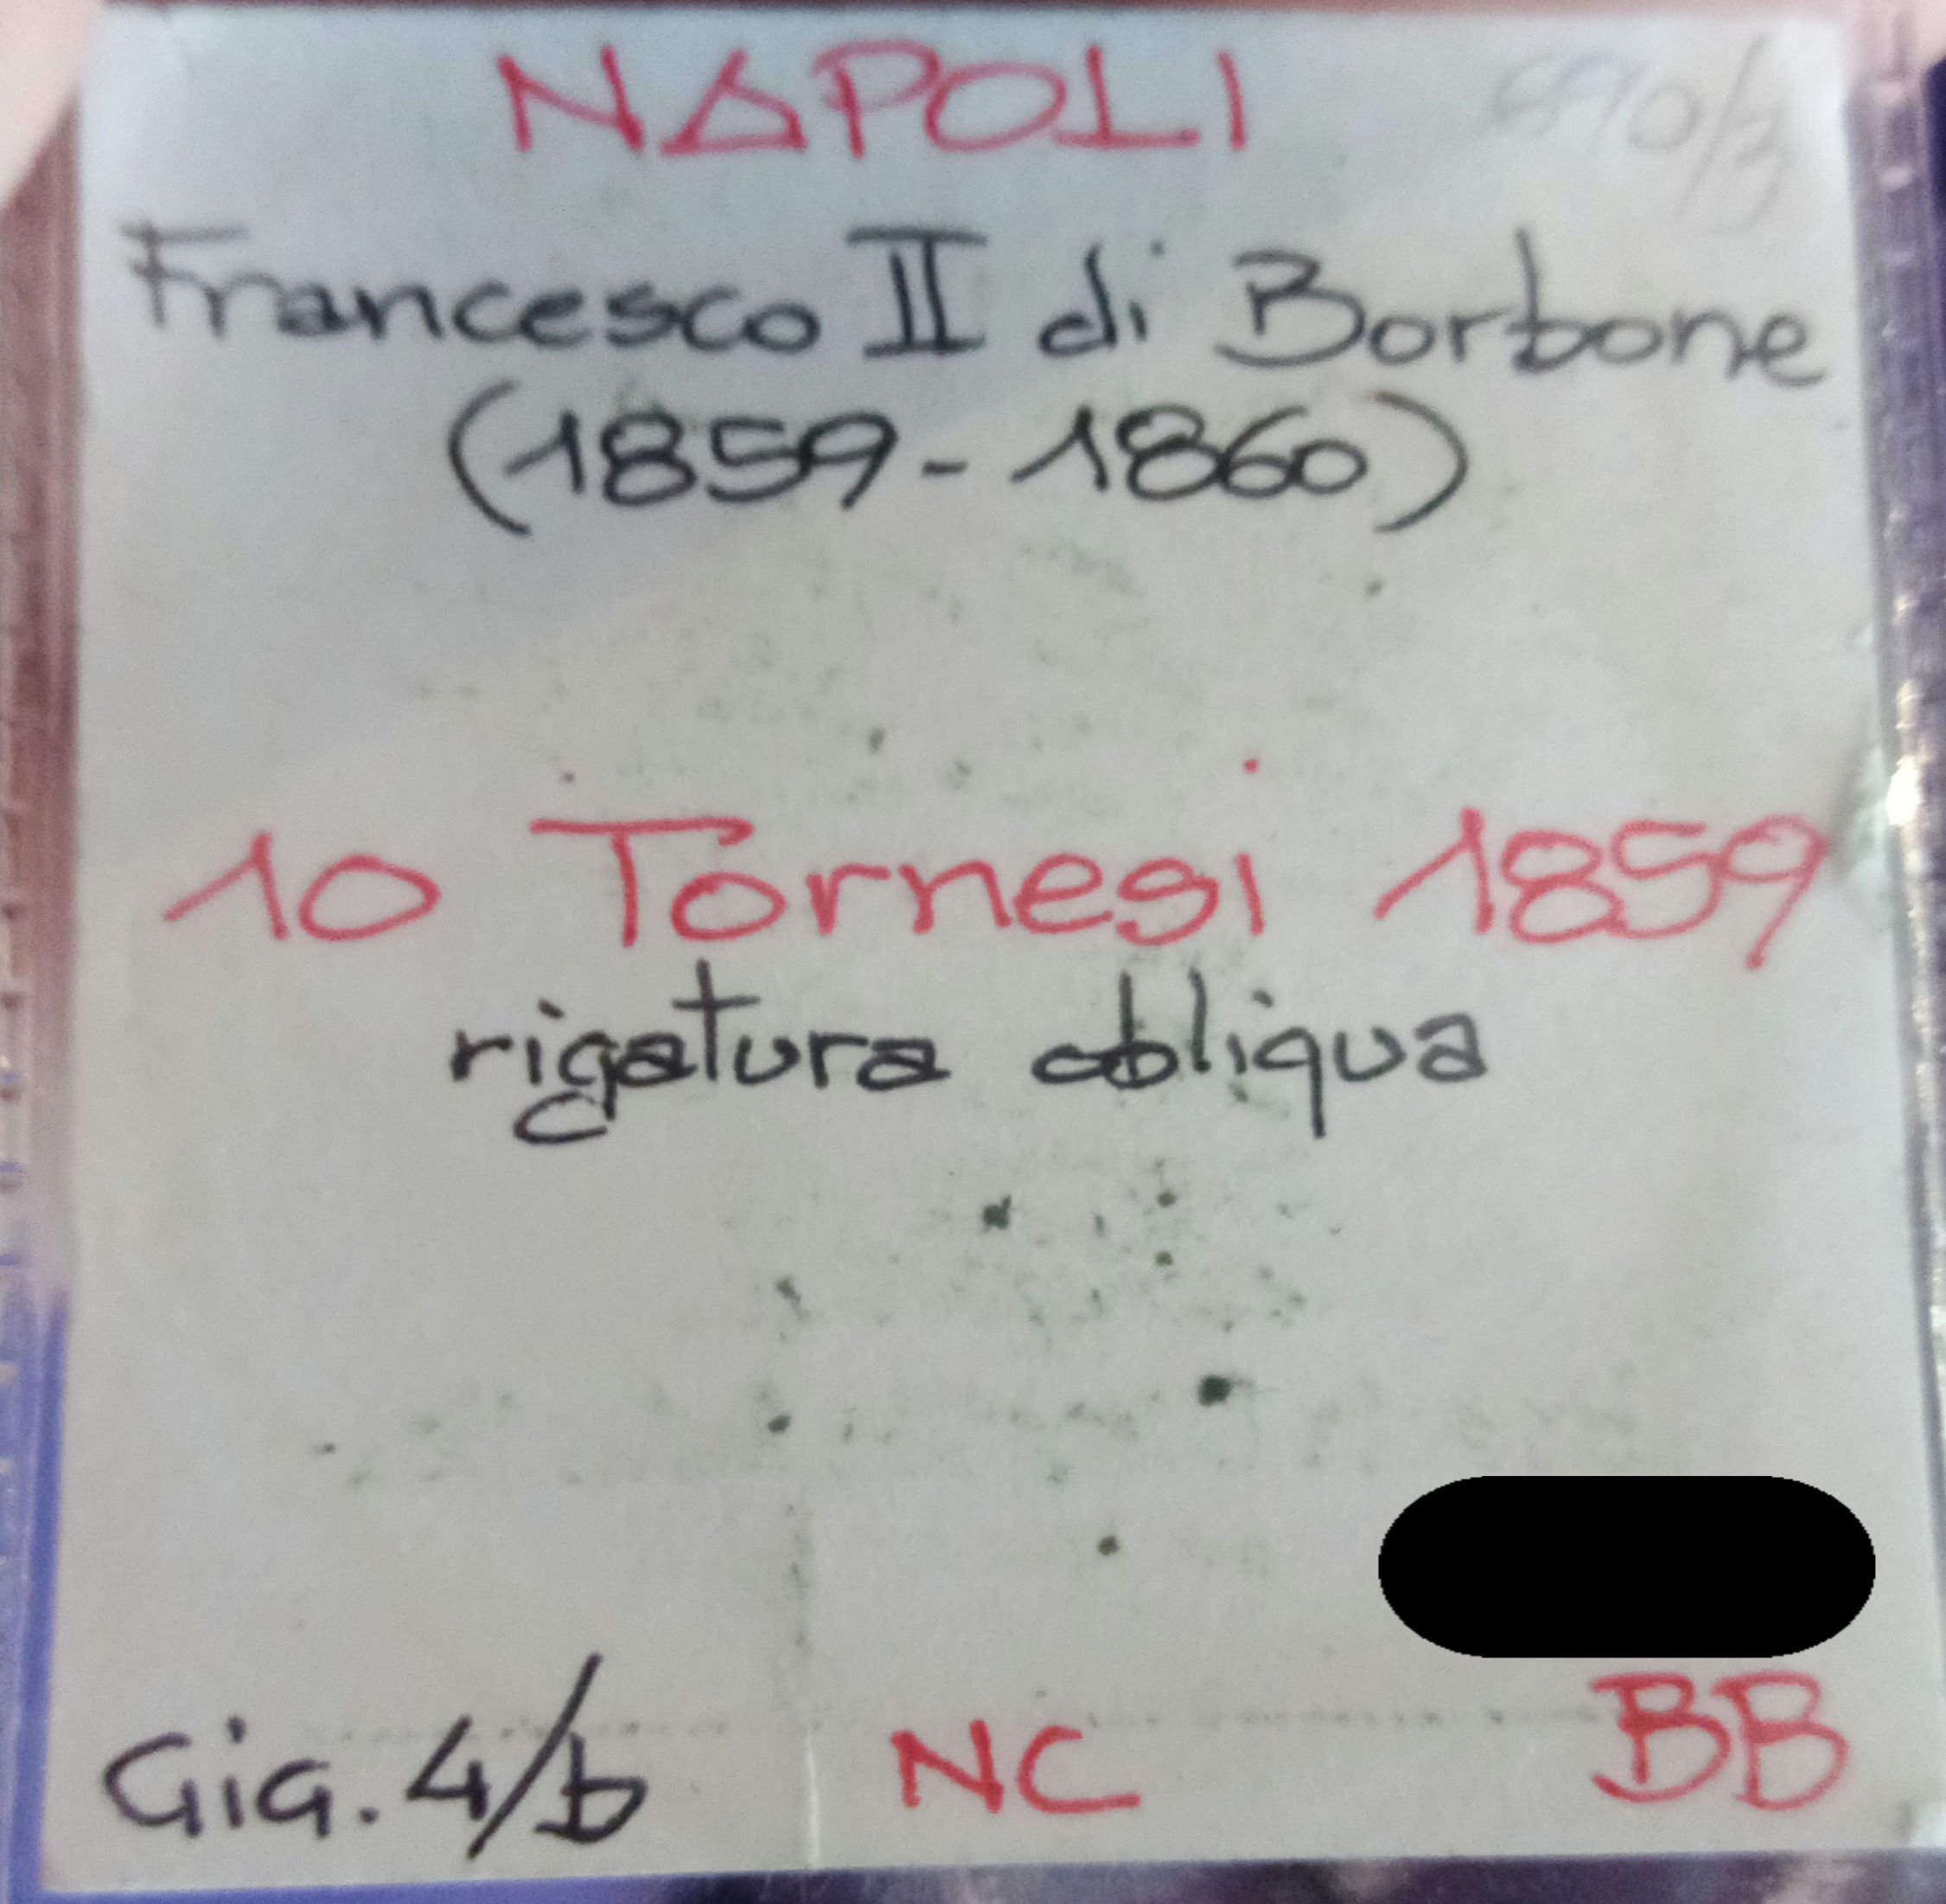 NAPOLI
Francesco II di Borbone
(1859-1860)
10 Tornesi 1859
rigatura obliqua
Gig. 4/b NC BB